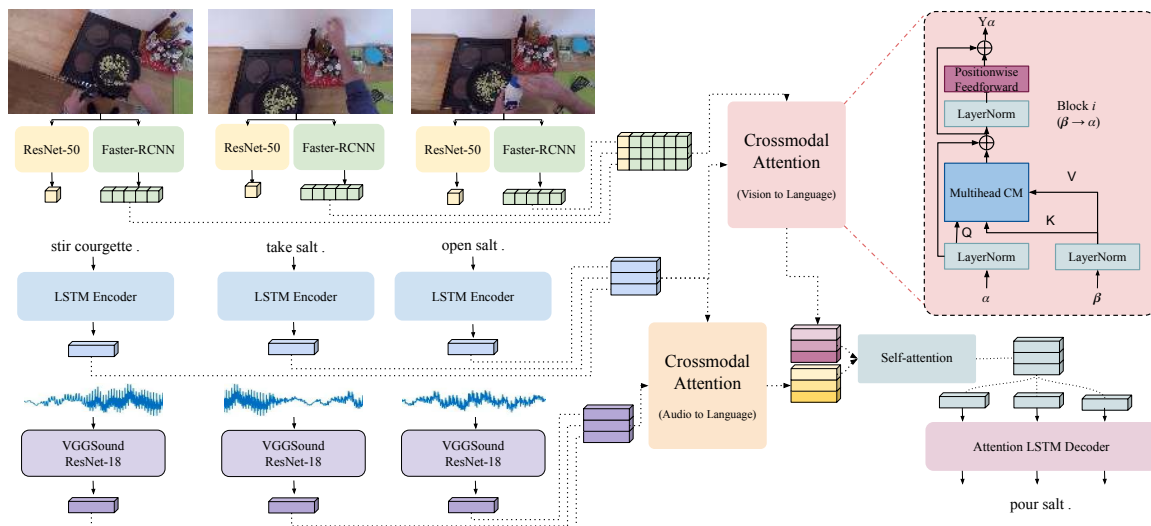 ResNet-50
Faster-RCNN
ResNet-50
Faster-RCNN
ResNet-50
Faster-RCNN
stir courgette .
take salt .
open salt .
LSTM Encoder
LSTM Encoder
LSTM Encoder
VGGSound
ResNet-18
VGGSound
ResNet-18
VGGSound
ResNet-18
Crossmodal
Attention
(Vision to Language)
Crossmodal
Attention
(Audio to Language)
Yα
Positionwise
Feedforward
LayerNorm
Block i
(β → α)
Multihead CM
V
K
Q
LayerNorm
LayerNorm
α
β
Self-attention
Attention LSTM Decoder
pour salt .